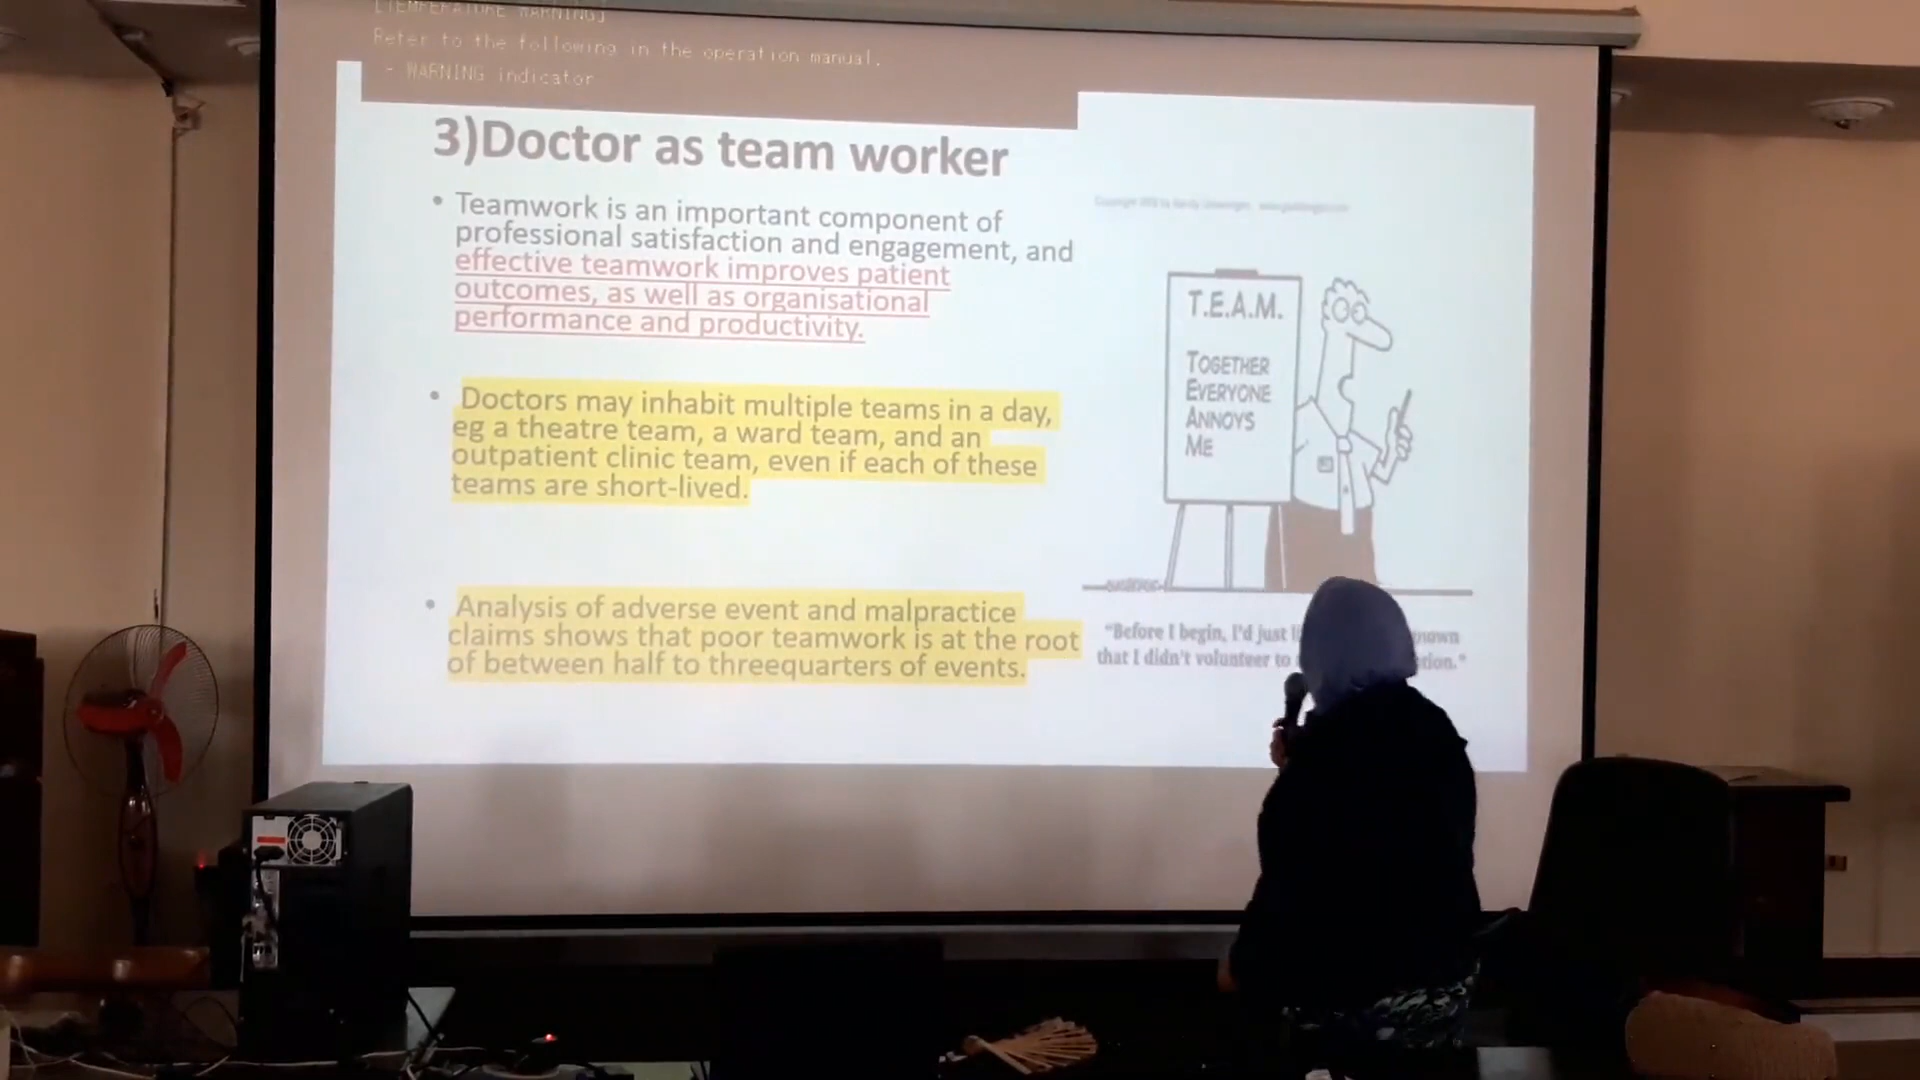 [TEMPERATURE WARNING]
Refer to the following in the operation manual.
- WARNING indicator
3)Doctor as team worker
• Teamwork is an important component of
professional satisfaction and engagement, and
effective teamwork improves patient
outcomes, as well as organisational
performance and productivity.
• Doctors may inhabit multiple teams in a day,
eg a theatre team, a ward team, and an
outpatient clinic team, even if each of these
teams are short-lived.
• Analysis of adverse event and malpractice
claims shows that poor teamwork is at the root
of between half to threequarters of events.
T.E.A.M.
TOGETHER
EVERYONE
ANNOYS
ME
"Before I begin, I'd just
that I didn't volunteer to